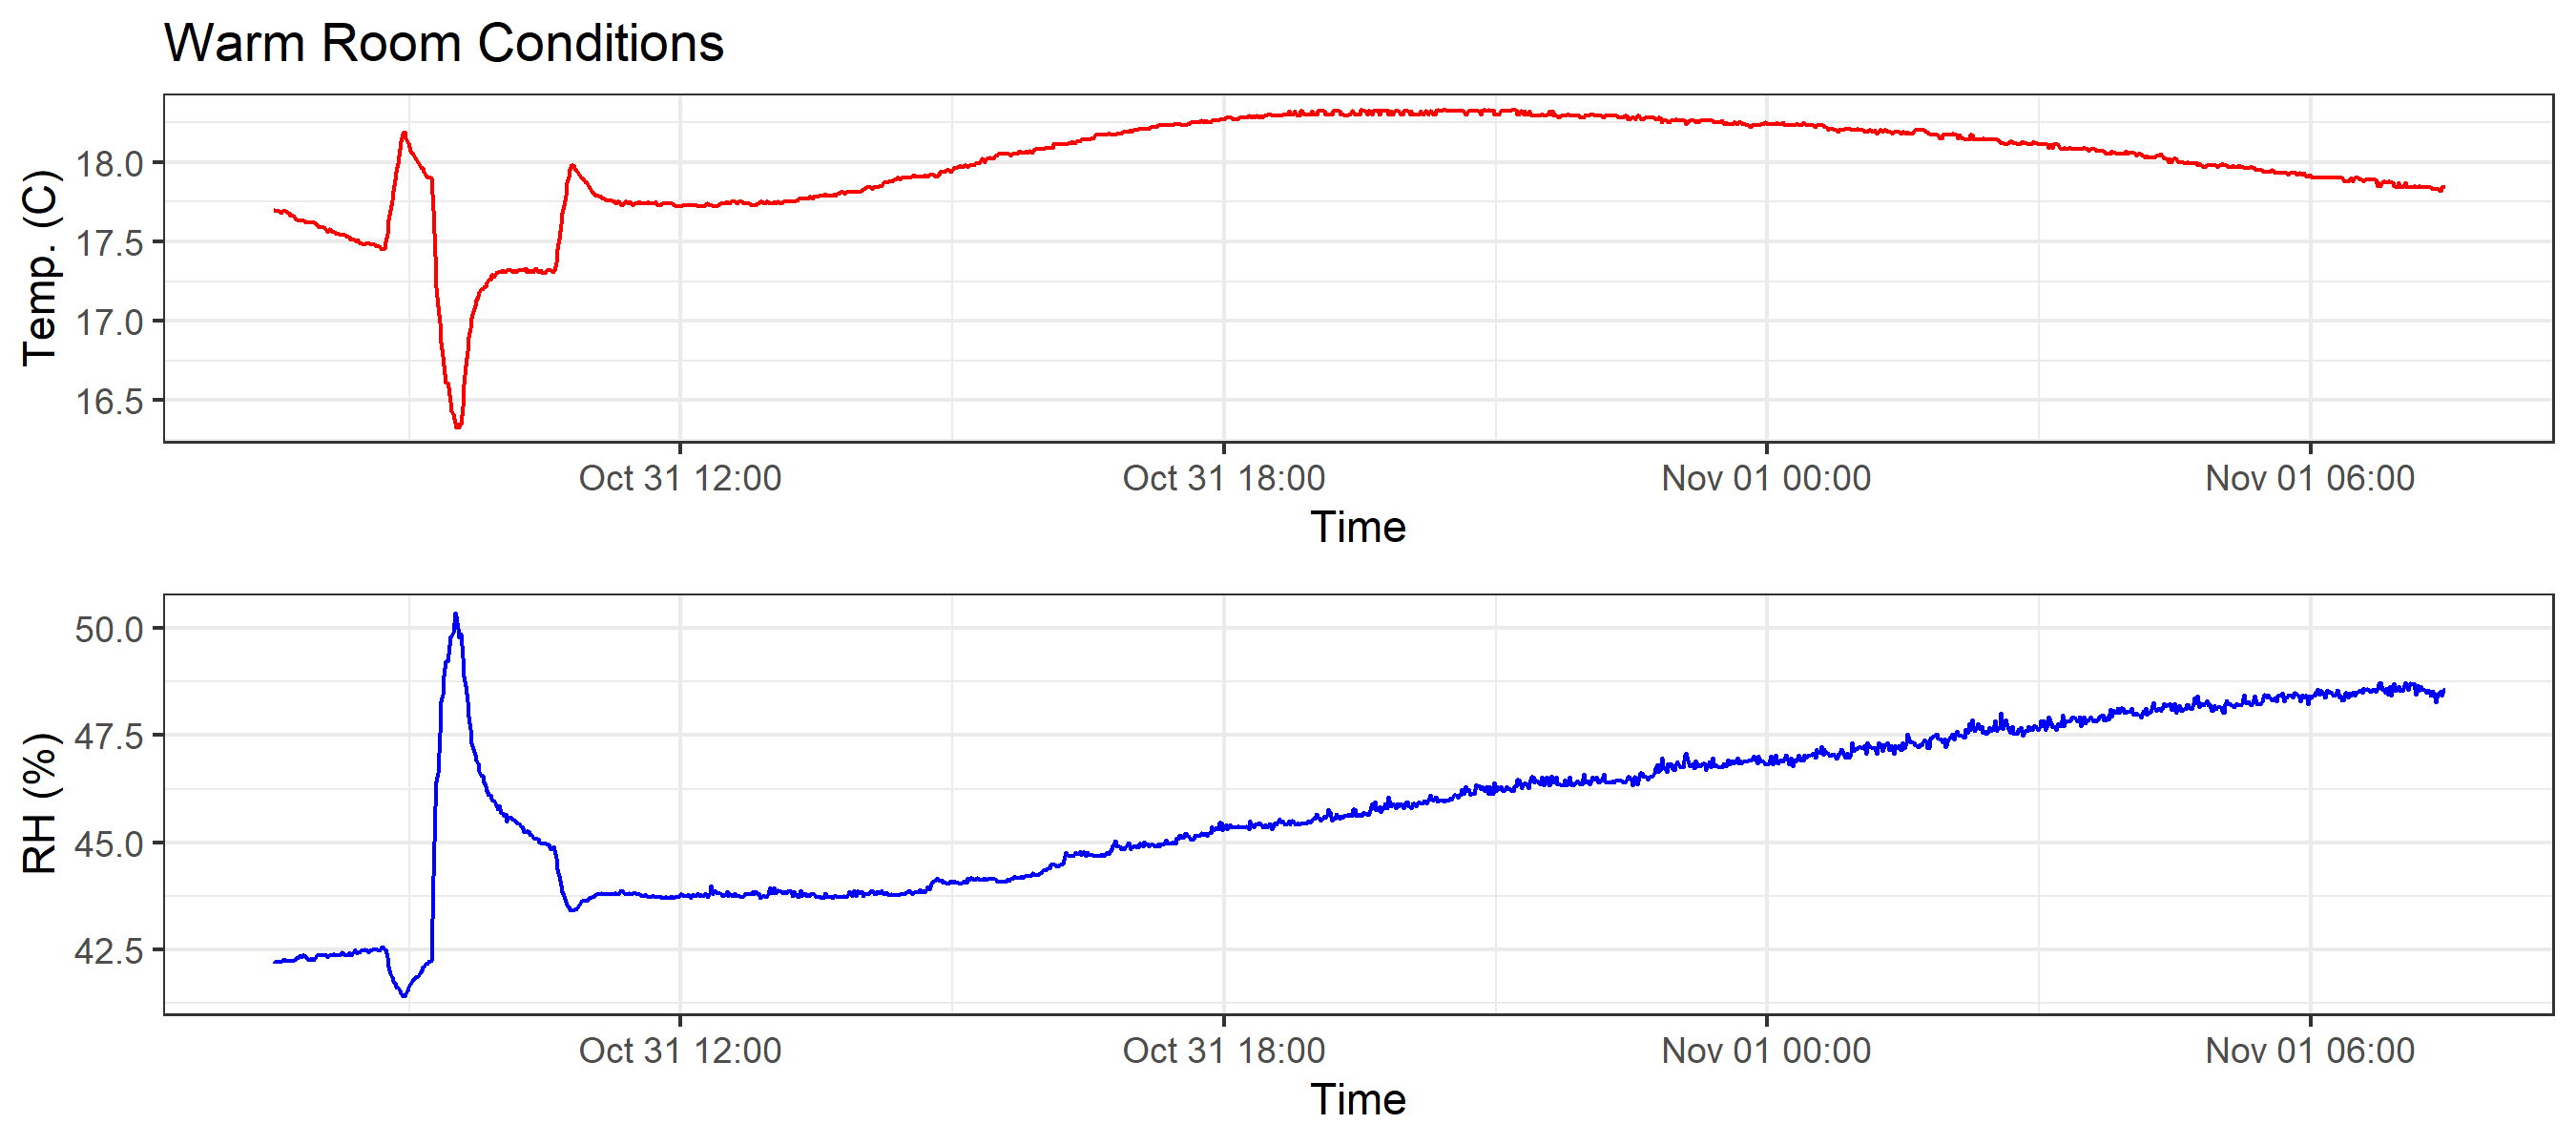 Warm Room Conditions
Temp. (C)
18.0
17.5
17.0
16.5
Oct 31 12:00 Oct 31 18:00 Nov 01 00:00 Nov 01 06:00
Time
RH (%)
50.0
47.5
45.0
42.5
Oct 31 12:00 Oct 31 18:00 Nov 01 00:00 Nov 01 06:00
Time